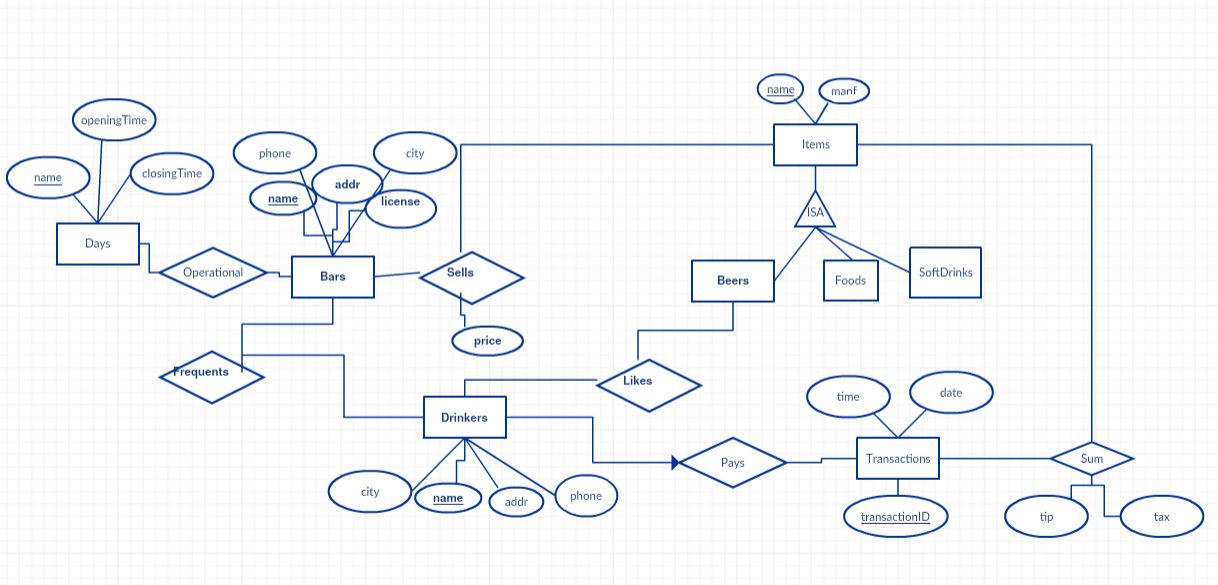 name
manf
openingTime
Items
phone
city
closingTime
name
addr
name
license
ISA
Days
Operational
Bars
Sells
Beers
Foods
SoftDrinks
price
Frequents
Likes
time
date
Drinkers
Pays
Transactions
Sum
city
name
addr
phone
transactionID
tip
tax